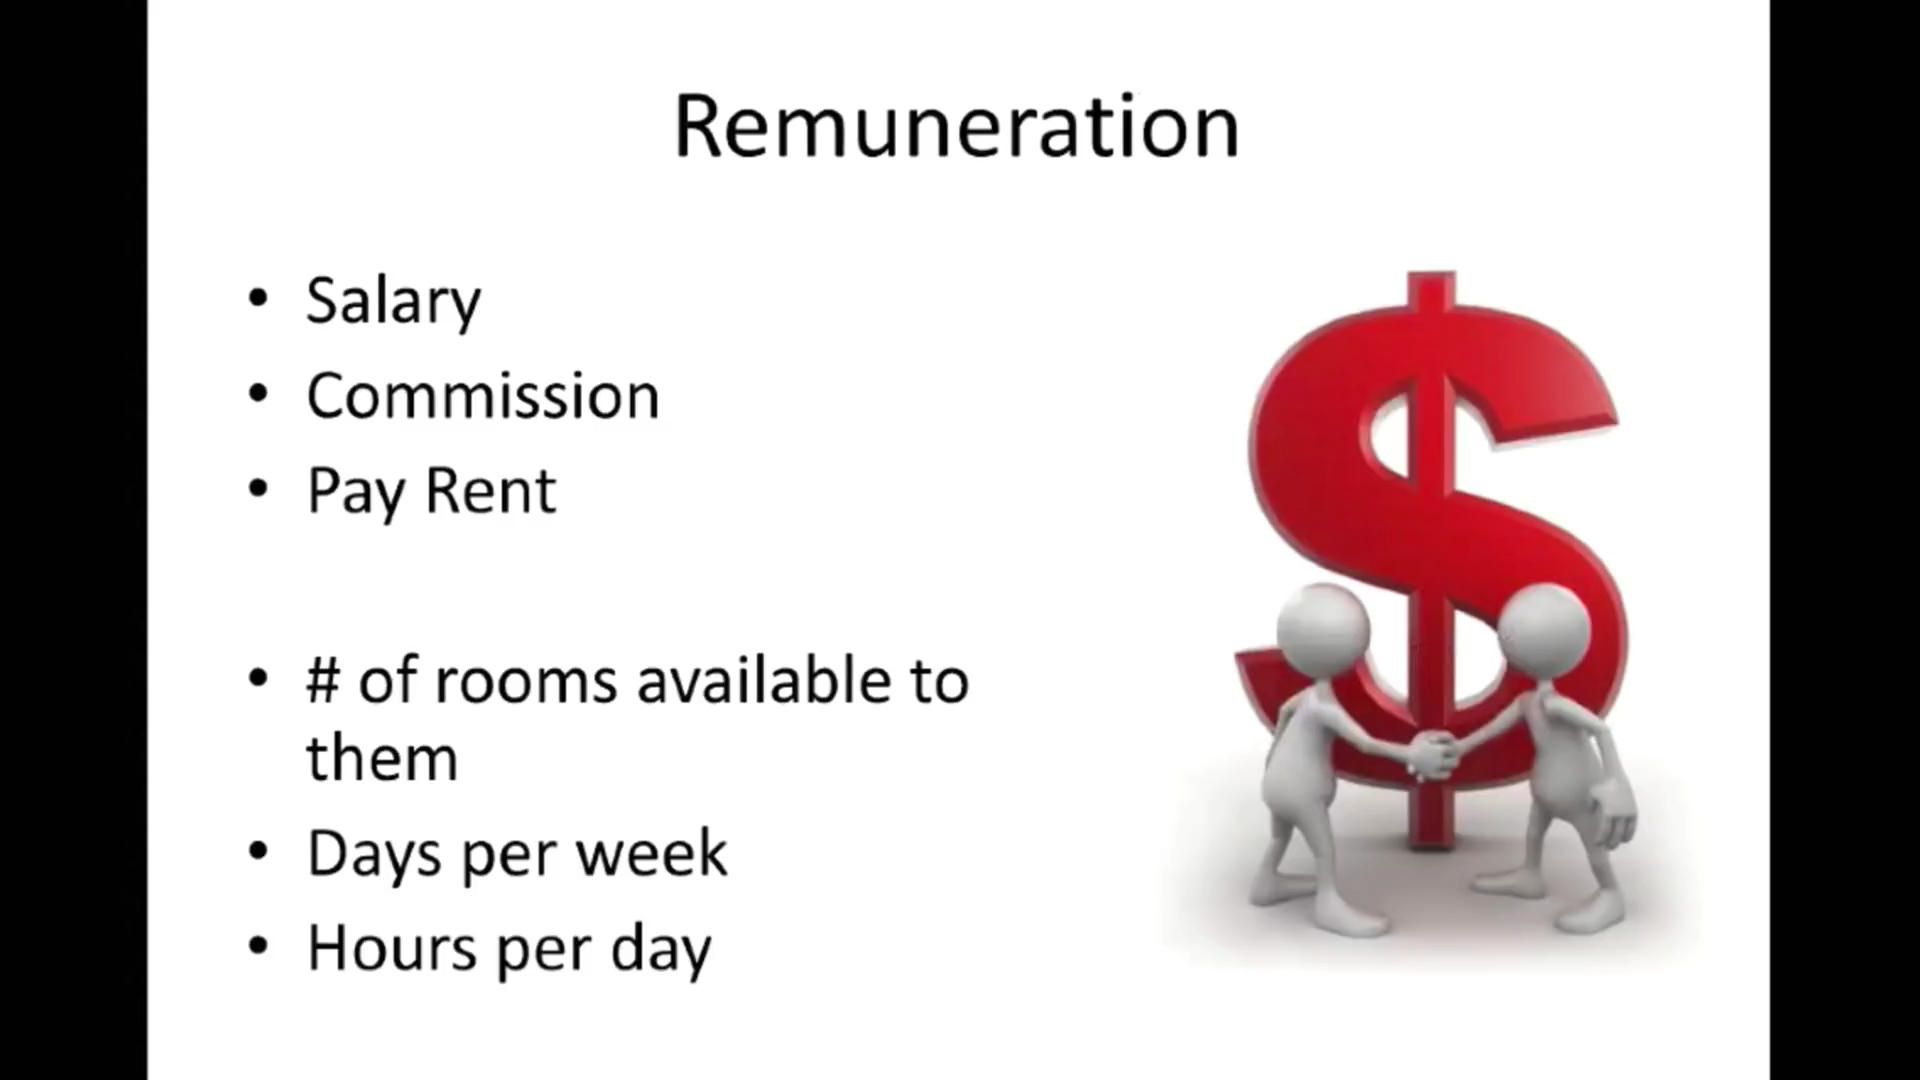 Remuneration
• Salary
• Commission
• Pay Rent
• # of rooms available to
them
• Days per week
• Hours per day